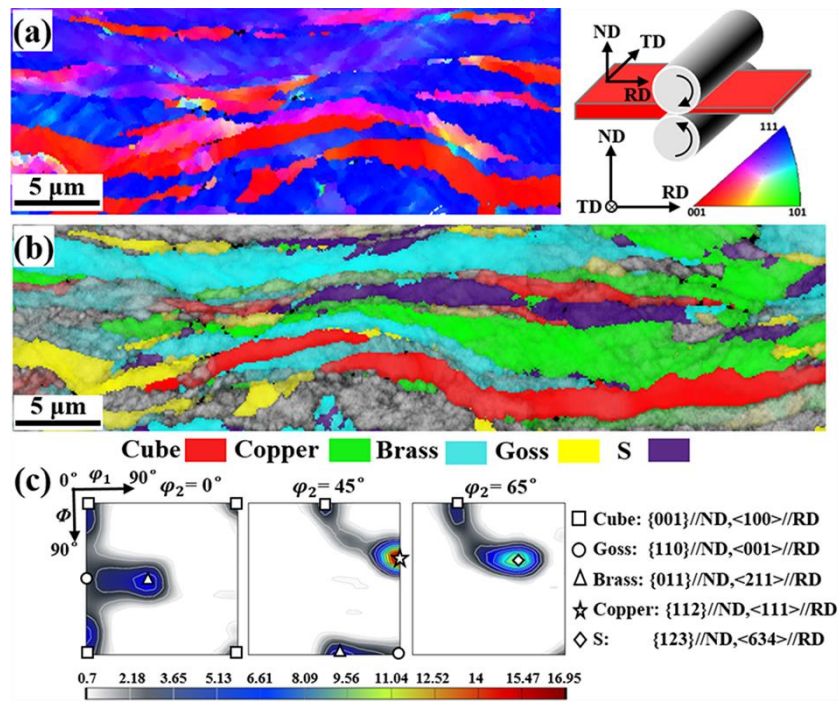 (a)
5 μm
ND
TD
RD
ND
TD
RD
111
001
101
(b)
5 μm
Cube
Copper
Brass
Goss
S
(c)
0°
φ1
90°
Φ
90°
φ2= 0°
φ2= 45°
φ2= 65°
Cube: {001}//ND,<100>//RD
Goss: {110}//ND,<001>//RD
Brass: {011}//ND,<211>//RD
Copper: {112}//ND,<111>//RD
S: {123}//ND,<634>//RD
0.7 2.18 3.65 5.13 6.61 8.09 9.56 11.04 12.52 14 15.47 16.95